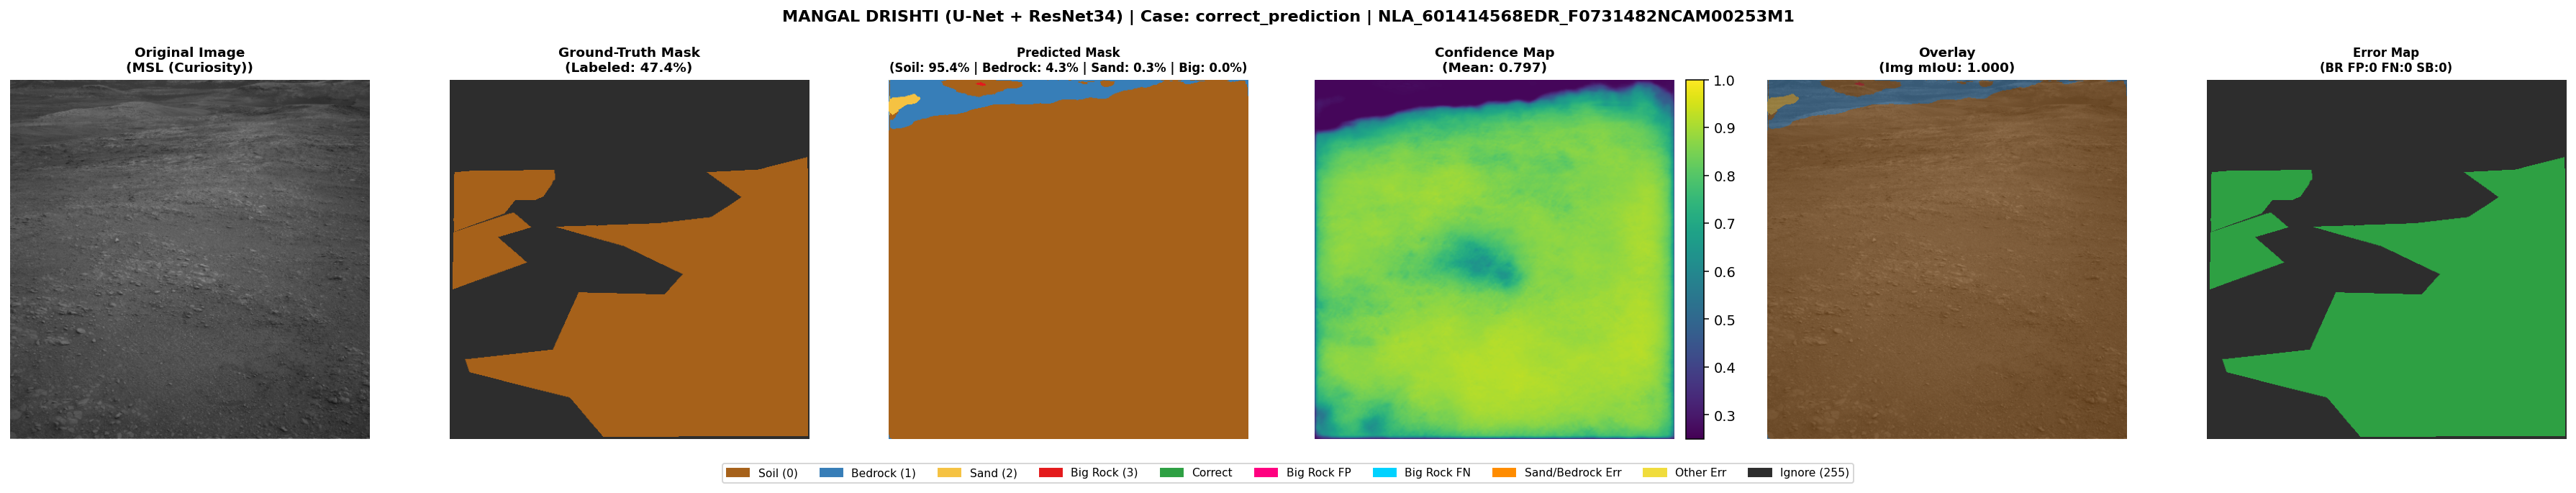 MANGAL DRISHTI (U-Net + ResNet34) | Case: correct_prediction | NLA_601414568EDR_F0731482NCAM00253M1
Original Image
(MSL (Curiosity))
Ground-Truth Mask
(Labeled: 47.4%)
Predicted Mask
(Soil: 95.4% | Bedrock: 4.3% | Sand: 0.3% | Big: 0.0%)
Confidence Map
(Mean: 0.797)
1.0
0.9
0.8
0.7
0.6
0.5
0.4
0.3
Overlay
(Img mIoU: 1.000)
Error Map
(BR FP:0 FN:0 SB:0)
Soil (0)
Bedrock (1)
Sand (2)
Big Rock (3)
Correct
Big Rock FP
Big Rock FN
Sand/Bedrock Err
Other Err
Ignore (255)